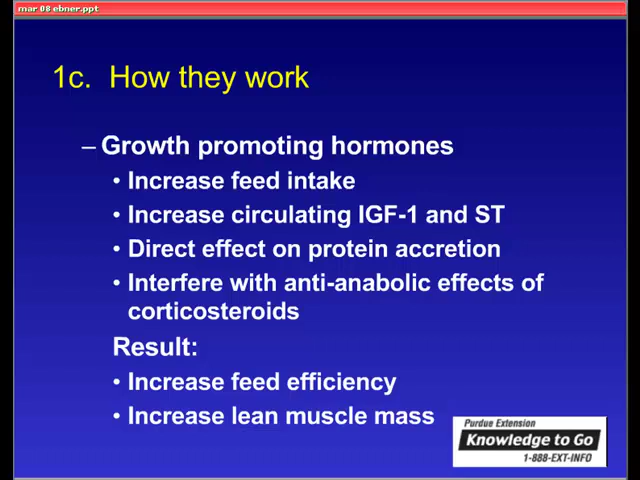 mar 08 ebner.ppt
1c. How they work
– Growth promoting hormones
• Increase feed intake
• Increase circulating IGF-1 and ST
• Direct effect on protein accretion
• Interfere with anti-anabolic effects of
corticosteroids
Result:
• Increase feed efficiency
• Increase lean muscle mass
Purdue Extension
Knowledge to Go
1-888-EXT-INFO